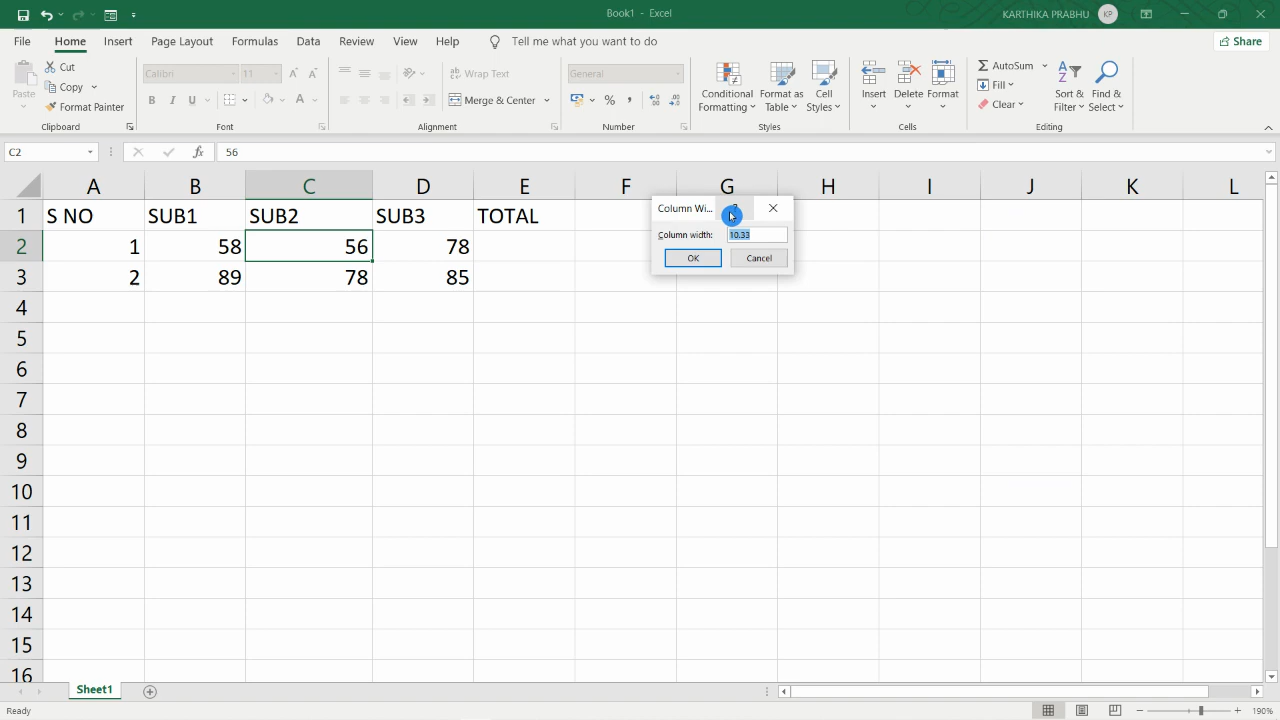 Book1 - Excel
KARTHIKA PRABHU KP
File Home Insert Page Layout Formulas Data Review View Help Tell me what you want to do Share
Paste Cut Copy Format Painter
Clipboard
Calibri 11
B I U A
Font
Wrap Text
Merge & Center
Alignment
General
% ,
Number
Conditional Formatting
Format as Table
Cell Styles
Styles
Insert Delete Format
Cells
AutoSum
Fill
Clear
Sort & Filter
Find & Select
Editing
C2 fx 56
A B C D E F G H I J K L
1 S NO SUB1 SUB2 SUB3 TOTAL
2 1 58 56 78
3 2 89 78 85
4
5
6
7
8
9
10
11
12
13
14
15
16
Column Wi... ?
Column width: 10.33
OK Cancel
Sheet1
Ready 190%